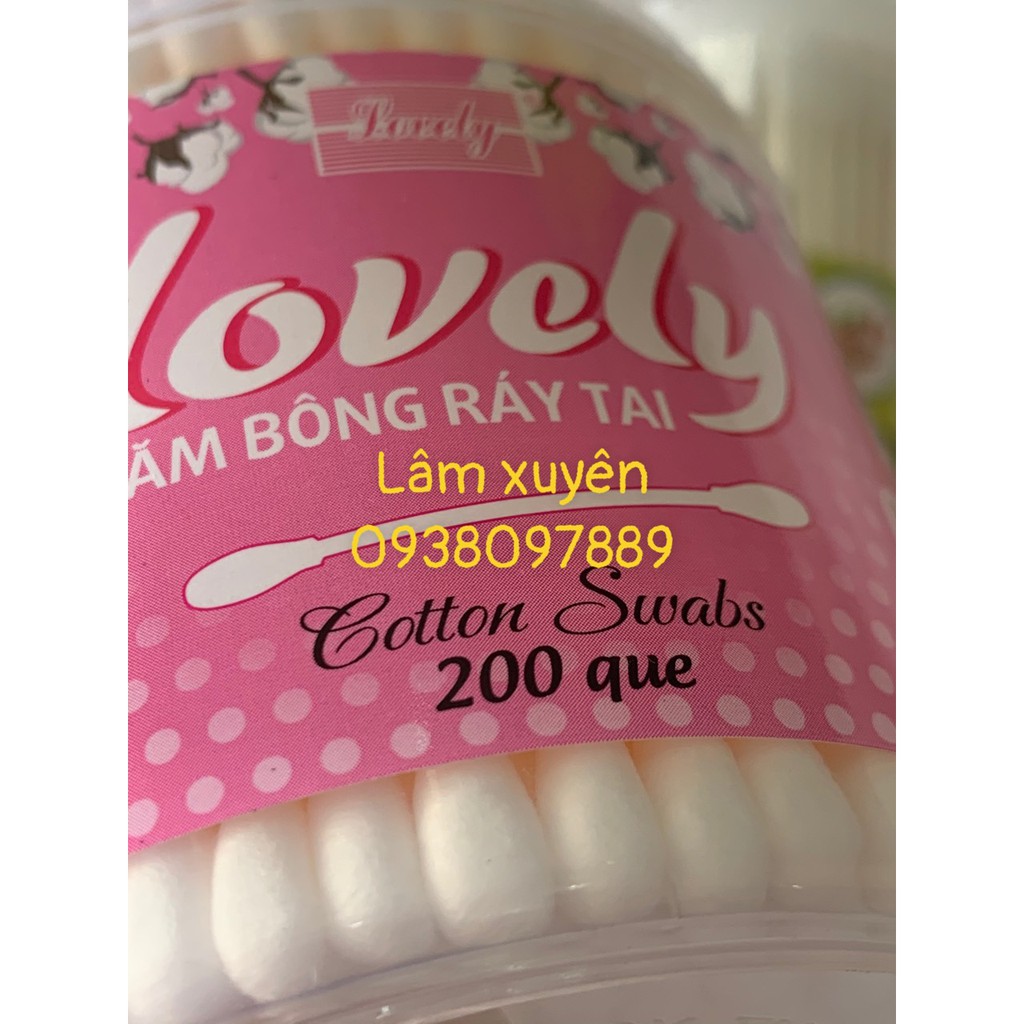 Lovely
lovely
ĂM BÔNG RÁY TAI
Lâm xuyên
0938097889
Cotton Swabs
200 que